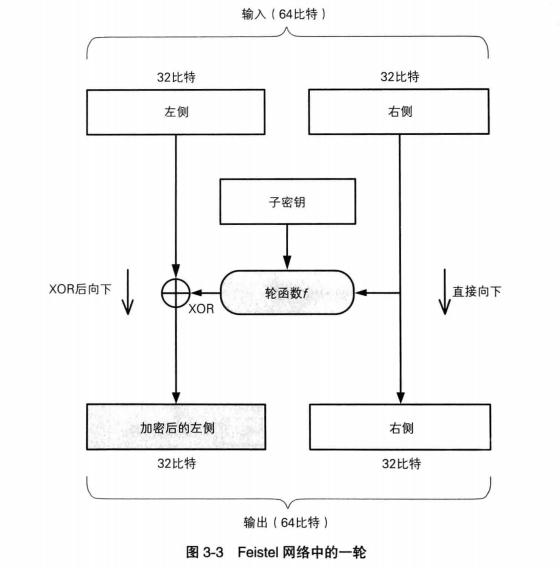 输入（64比特）
32比特 32比特
左侧 右侧
子密钥
XOR后向下 轮函数f 直接向下
XOR
加密后的左侧 右侧
32比特 32比特
输出（64比特）
图 3-3 Feistel 网络中的一轮